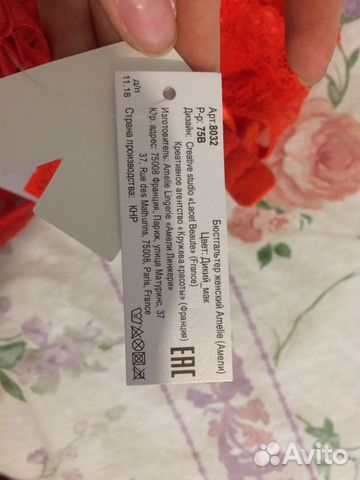 Бюстгальтер женский Amelie (Амели)
Цвет: Дикий_мак
Арт.8032
Р-р: 75B
Дизайн: Creative studio «Lacet Beaute» (France)
Креативное агентство «Кружева красоты» (Франция)
Изготовитель: Amelie Lingerie «Амели Линжери»
Юр. адрес: 75008 Франция, Париж, улица Матуринс, 37
37, Rue des Mathurins, 75008, Paris, France
Страна производства: КНР
д/п
11.18
EAC
Avito